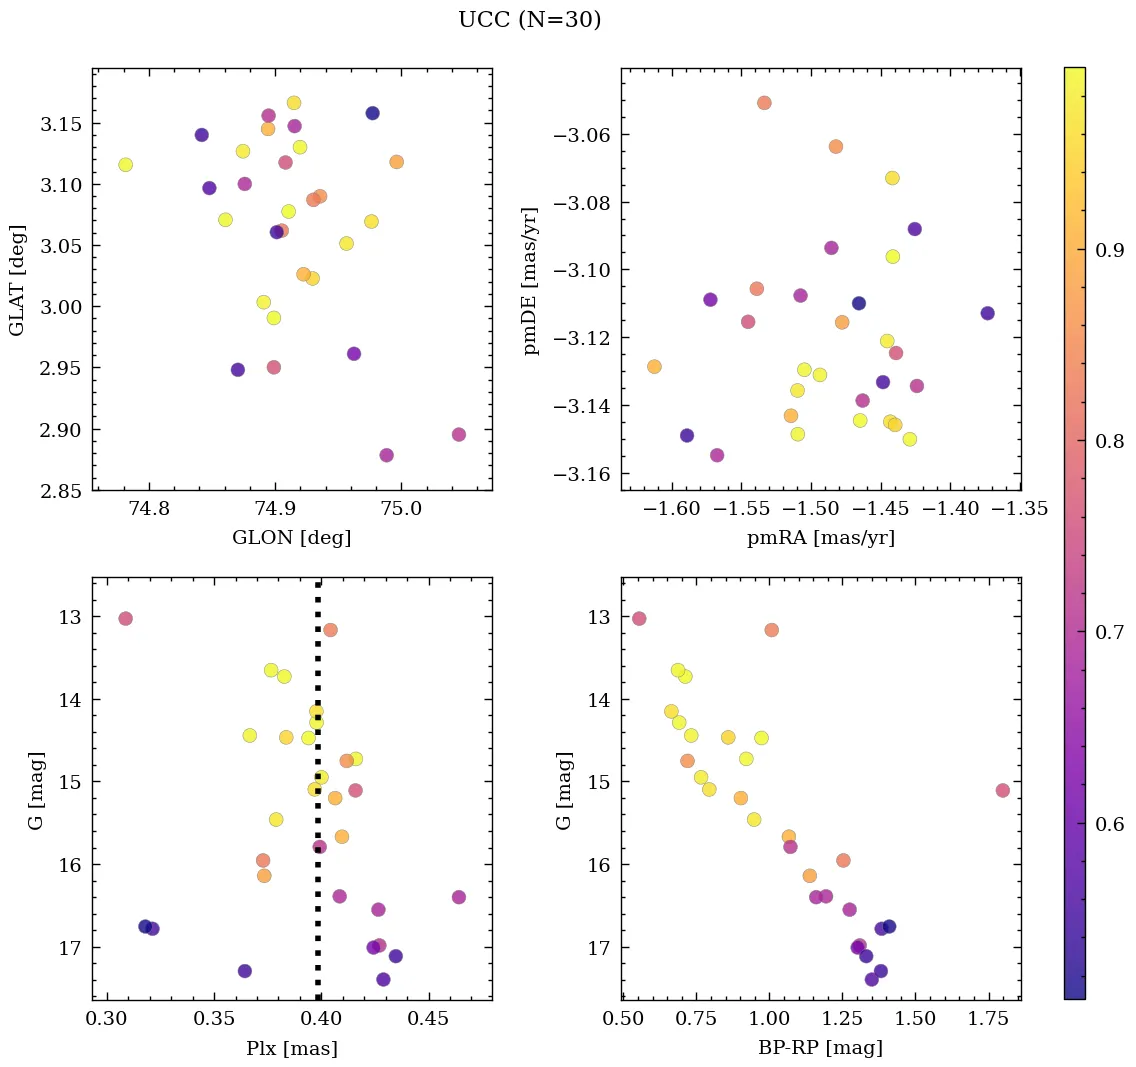 UCC (N=30)
3.15
3.10
3.05
3.00
2.95
2.90
2.85
GLAT [deg]
74.8 74.9 75.0
GLON [deg]
−3.06
−3.08
−3.10
−3.12
−3.14
−3.16
pmDE [mas/yr]
−1.60 −1.55 −1.50 −1.45 −1.40 −1.35
pmRA [mas/yr]
13
14
15
16
17
G [mag]
0.30 0.35 0.40 0.45
Plx [mas]
13
14
15
16
17
G [mag]
0.50 0.75 1.00 1.25 1.50 1.75
BP-RP [mag]
0.9
0.8
0.7
0.6